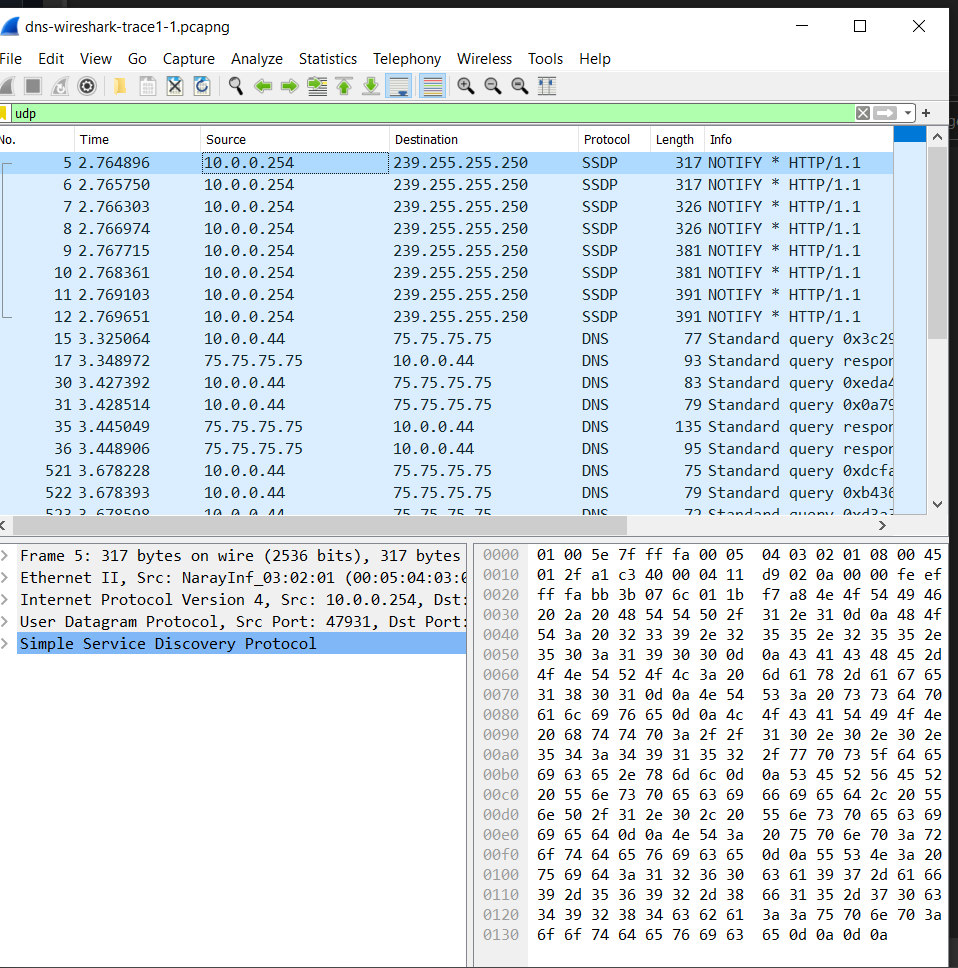 dns-wireshark-trace1-1.pcapng
File Edit View Go Capture Analyze Statistics Telephony Wireless Tools Help
udp
No. Time Source Destination Protocol Length Info
5 2.764896 10.0.0.254 239.255.255.250 SSDP 317 NOTIFY * HTTP/1.1
6 2.765750 10.0.0.254 239.255.255.250 SSDP 317 NOTIFY * HTTP/1.1
7 2.766303 10.0.0.254 239.255.255.250 SSDP 326 NOTIFY * HTTP/1.1
8 2.766974 10.0.0.254 239.255.255.250 SSDP 326 NOTIFY * HTTP/1.1
9 2.767715 10.0.0.254 239.255.255.250 SSDP 381 NOTIFY * HTTP/1.1
10 2.768361 10.0.0.254 239.255.255.250 SSDP 381 NOTIFY * HTTP/1.1
11 2.769103 10.0.0.254 239.255.255.250 SSDP 391 NOTIFY * HTTP/1.1
12 2.769651 10.0.0.254 239.255.255.250 SSDP 391 NOTIFY * HTTP/1.1
15 3.325064 10.0.0.44 75.75.75.75 DNS 77 Standard query 0x3c29
17 3.348972 75.75.75.75 10.0.0.44 DNS 93 Standard query respon
30 3.427392 10.0.0.44 75.75.75.75 DNS 83 Standard query 0xeda4
31 3.428514 10.0.0.44 75.75.75.75 DNS 79 Standard query 0x0a79
35 3.445049 75.75.75.75 10.0.0.44 DNS 135 Standard query respon
36 3.448906 75.75.75.75 10.0.0.44 DNS 95 Standard query respon
521 3.678228 10.0.0.44 75.75.75.75 DNS 75 Standard query 0xdcfa
522 3.678393 10.0.0.44 75.75.75.75 DNS 79 Standard query 0xb436
523 3.678598 10.0.0.44 75.75.75.75 DNS 72 Standard query
Frame 5: 317 bytes on wire (2536 bits), 317 bytes
Ethernet II, Src: NarayInf_03:02:01 (00:05:04:03:0
Internet Protocol Version 4, Src: 10.0.0.254, Dst:
User Datagram Protocol, Src Port: 47931, Dst Port:
Simple Service Discovery Protocol
0000 01 00 5e 7f ff fa 00 05 04 03 02 01 08 00 45
0010 01 2f a1 c3 40 00 04 11 d9 02 0a 00 00 fe ef
0020 ff fa bb 3b 07 6c 01 1b f7 a8 4e 4f 54 49 46
0030 20 2a 20 48 54 54 50 2f 31 2e 31 0d 0a 48 4f
0040 54 3a 20 32 33 39 2e 32 35 35 2e 32 35 35 2e
0050 35 30 3a 31 39 30 30 0d 0a 43 41 43 48 45 2d
0060 4f 4e 54 52 4f 4c 3a 20 6d 61 78 2d 61 67 65
0070 31 38 30 31 0d 0a 4e 54 53 3a 20 73 73 64 70
0080 61 6c 69 76 65 0d 0a 4c 4f 43 41 54 49 4f 4e
0090 20 68 74 74 70 3a 2f 2f 31 30 2e 30 2e 30 2e
00a0 35 34 3a 34 39 31 35 32 2f 77 70 73 5f 64 65
00b0 69 63 65 2e 78 6d 6c 0d 0a 53 45 52 56 45 52
00c0 20 55 6e 73 70 65 63 69 66 69 65 64 2c 20 55
00d0 6e 50 2f 31 2e 30 2c 20 55 6e 73 70 65 63 69
00e0 69 65 64 0d 0a 4e 54 3a 20 75 70 6e 70 3a 72
00f0 6f 74 64 65 76 69 63 65 0d 0a 55 53 4e 3a 20
0100 75 69 64 3a 31 32 36 30 63 61 39 37 2d 61 66
0110 39 2d 35 36 39 32 2d 38 66 31 35 2d 37 30 63
0120 34 39 32 38 34 63 62 61 3a 3a 75 70 6e 70 3a
0130 6f 6f 74 64 65 76 69 63 65 0d 0a 0d 0a